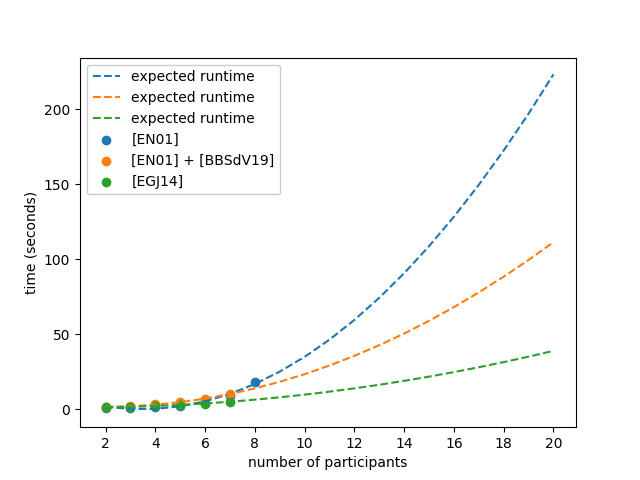 expected runtime
expected runtime
expected runtime
[EN01]
[EN01] + [BBSdV19]
[EGJ14]
200
150
100
50
0
time (seconds)
2 4 6 8 10 12 14 16 18 20
number of participants